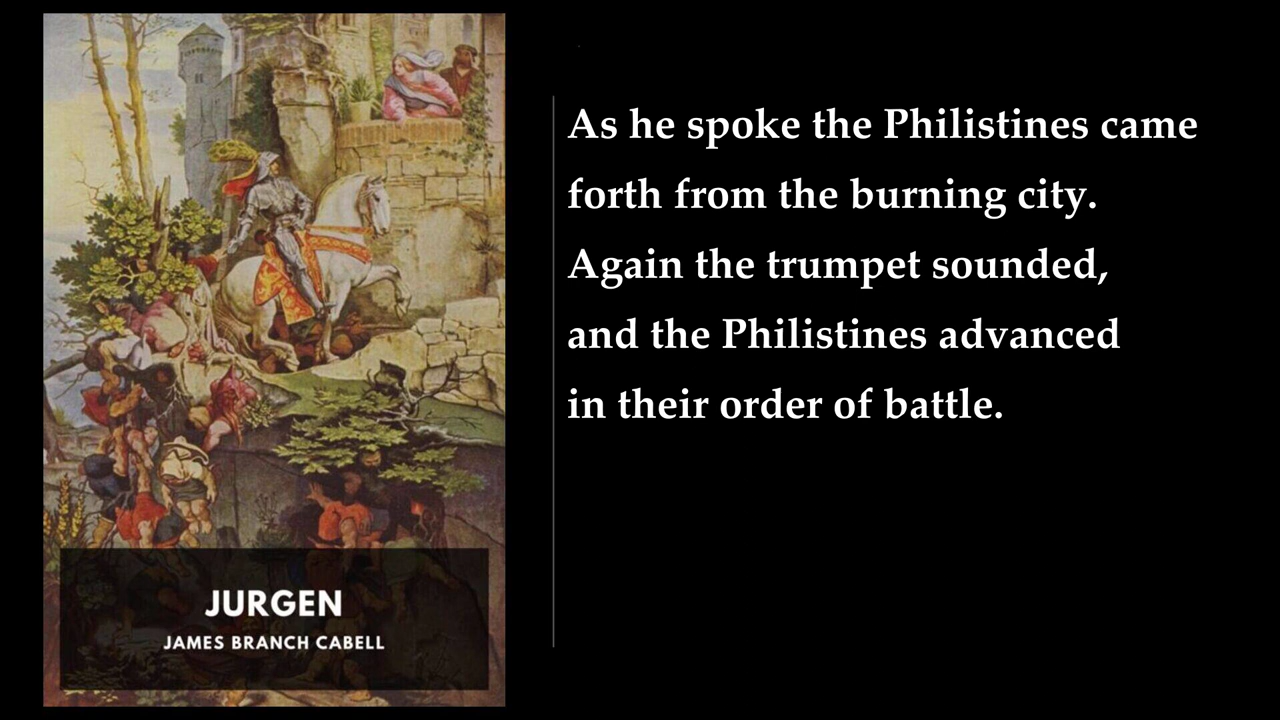 JURGEN
JAMES BRANCH CABELL
As he spoke the Philistines came
forth from the burning city.
Again the trumpet sounded,
and the Philistines advanced
in their order of battle.